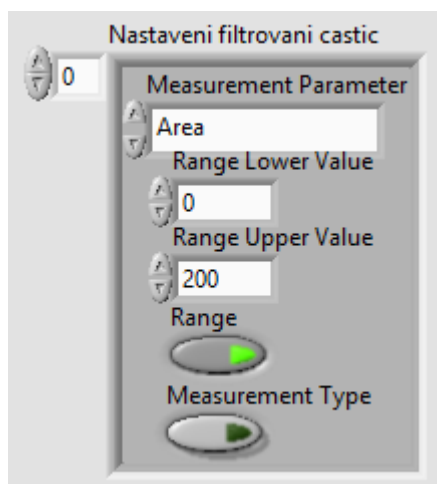 Nastaveni filtrovani castic
0
Measurement Parameter
Area
Range Lower Value
0
Range Upper Value
200
Range
Measurement Type